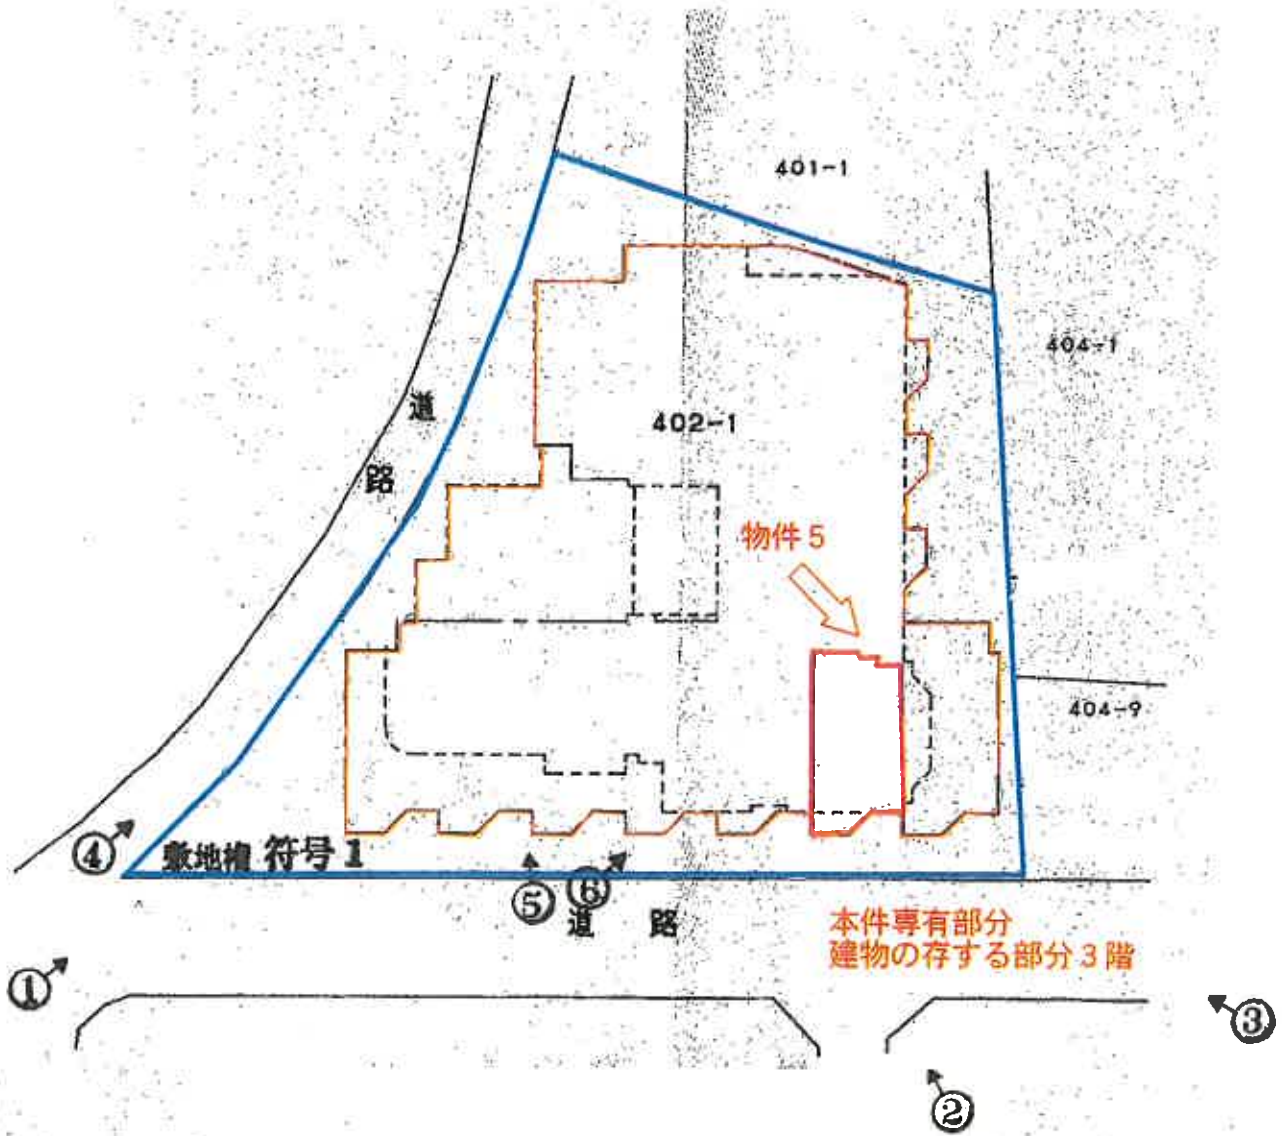 401-1
404-1
道
路
402-1
物件5
404-9
④
敷地権 符号1
⑤
⑥
道 路
本件専有部分
建物の存する部分3階
①
③
②